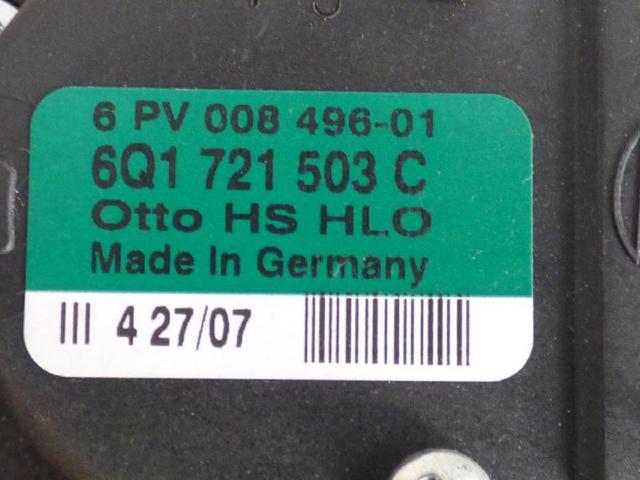 6 PV 008 496-01
6Q1 721 503 C
Otto HS HLO
Made In Germany
III 4 27/07